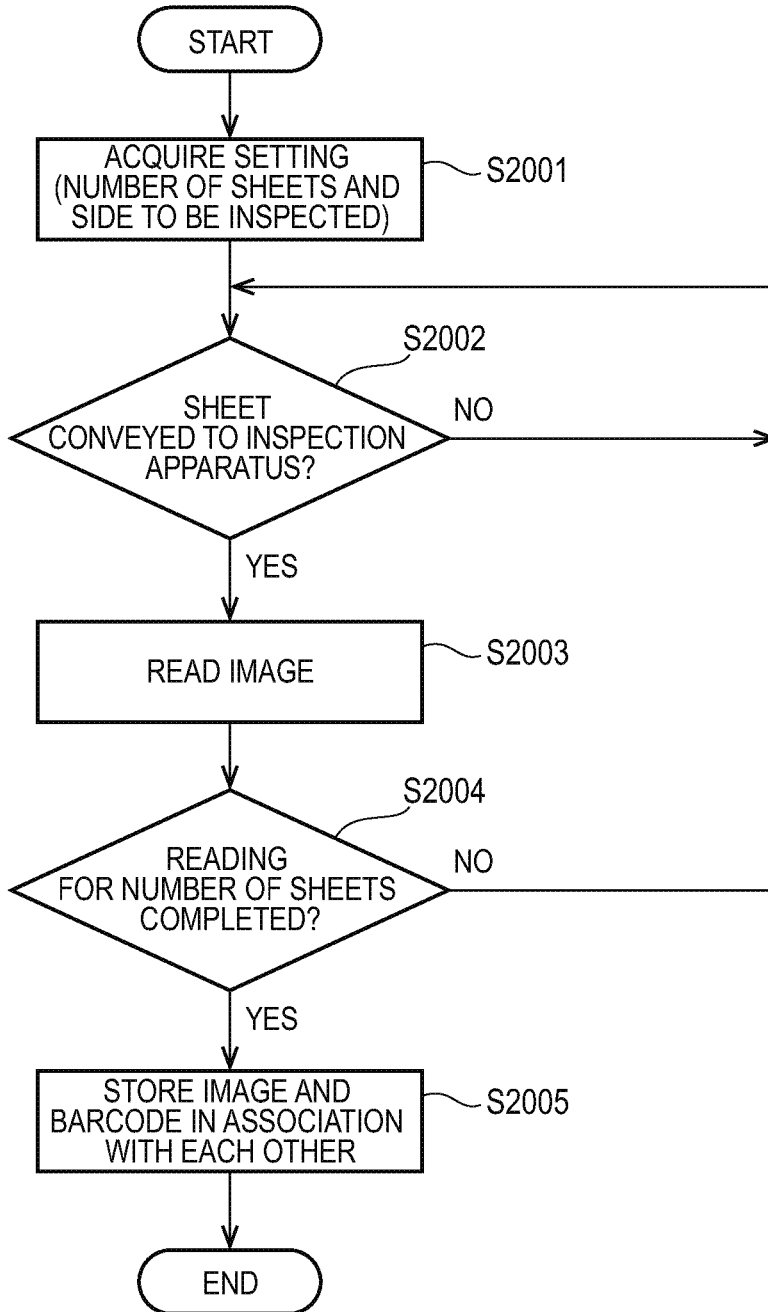 START
ACQUIRE SETTING
(NUMBER OF SHEETS AND
SIDE TO BE INSPECTED)
S2001
S2002
SHEET
CONVEYED TO INSPECTION
APPARATUS?
NO
YES
READ IMAGE
S2003
S2004
READING
FOR NUMBER OF SHEETS
COMPLETED?
NO
YES
STORE IMAGE AND
BARCODE IN ASSOCIATION
WITH EACH OTHER
S2005
END